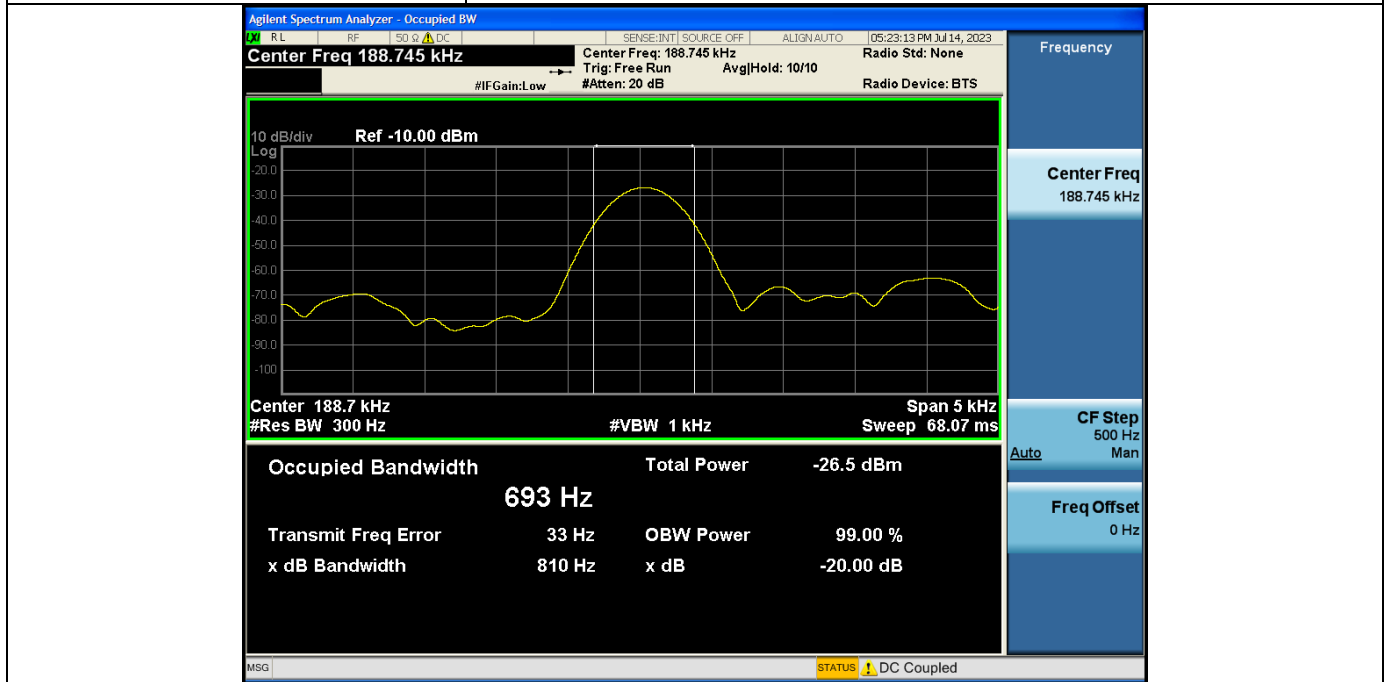 Agilent Spectrum Analyzer - Occupied BW
LXI RL RF 50 Ω DC SENSE:INT SOURCE OFF ALIGN AUTO 05:23:13 PM Jul 14, 2023
Center Freq 188.745 kHz
Center Freq: 188.745 kHz
Radio Std: None
Trig: Free Run Avg|Hold: 10/10
#IFGain:Low
#Atten: 20 dB
Radio Device: BTS
10 dB/div Ref -10.00 dBm
Log
-20.0
-30.0
-40.0
-50.0
-60.0
-70.0
-80.0
-90.0
-100
Center 188.7 kHz Span 5 kHz
#Res BW 300 Hz #VBW 1 kHz Sweep 68.07 ms
Occupied Bandwidth Total Power -26.5 dBm
693 Hz
Transmit Freq Error 33 Hz OBW Power 99.00 %
x dB Bandwidth 810 Hz x dB -20.00 dB
Frequency
Center Freq
188.745 kHz
CF Step
500 Hz
Auto Man
Freq Offset
0 Hz
MSG STATUS DC Coupled